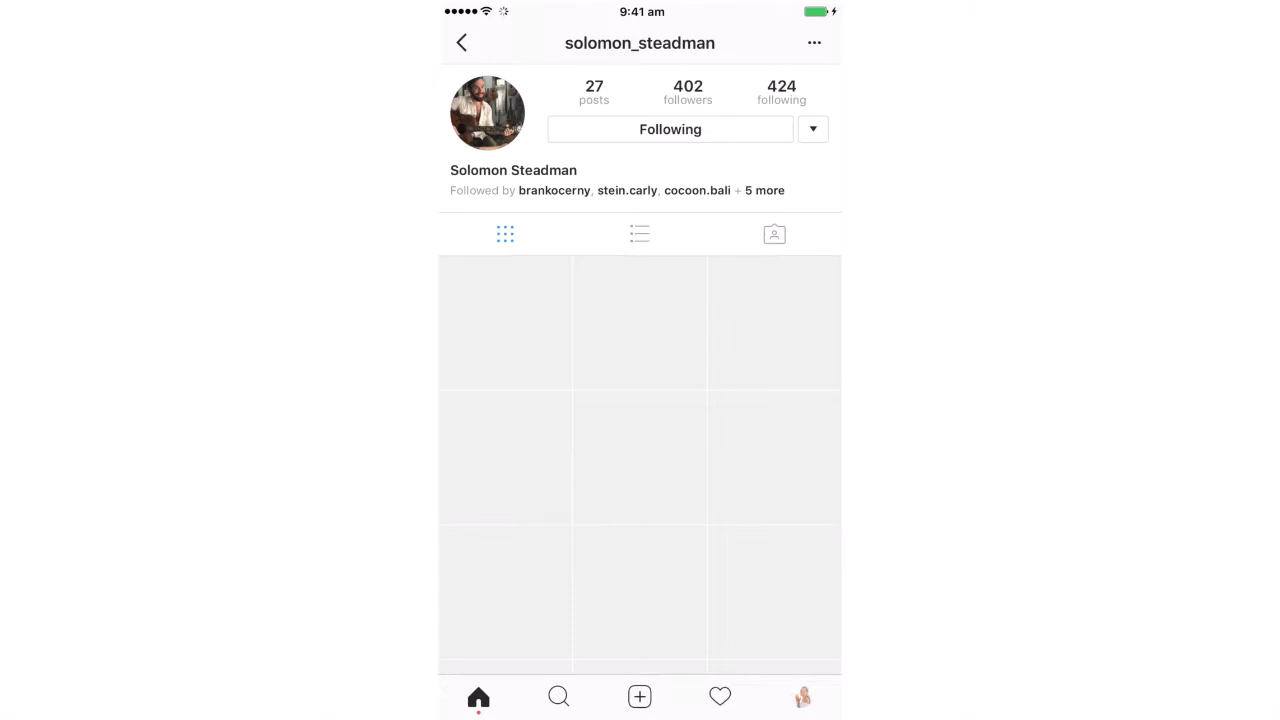 9:41 am
solomon_steadman
27 402 424
posts followers following
Following
Solomon Steadman
Followed by brankocerny, stein.carly, cocoon.bali + 5 more